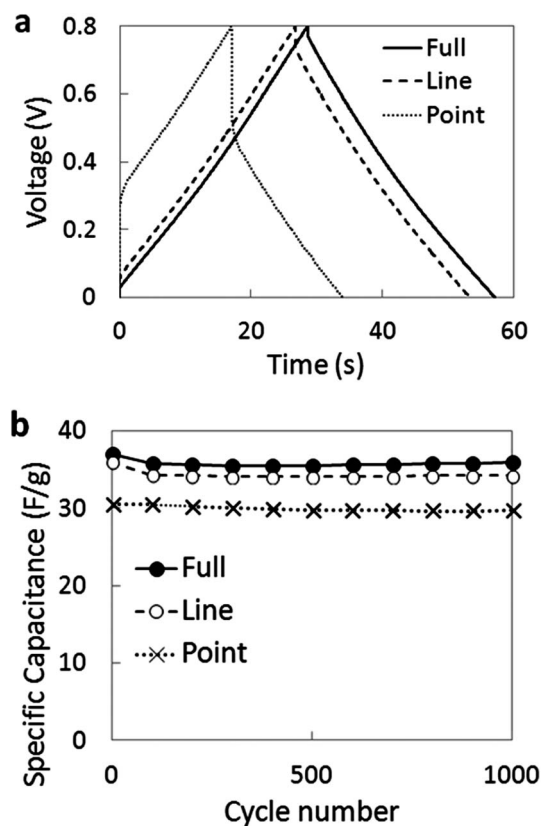 a
0.8
0.6
0.4
0.2
0
Voltage (V)
Full
Line
Point
0 20 40 60
Time (s)
b
40
30
20
10
0
Specific Capacitance (F/g)
Full
Line
Point
0 500 1000
Cycle number